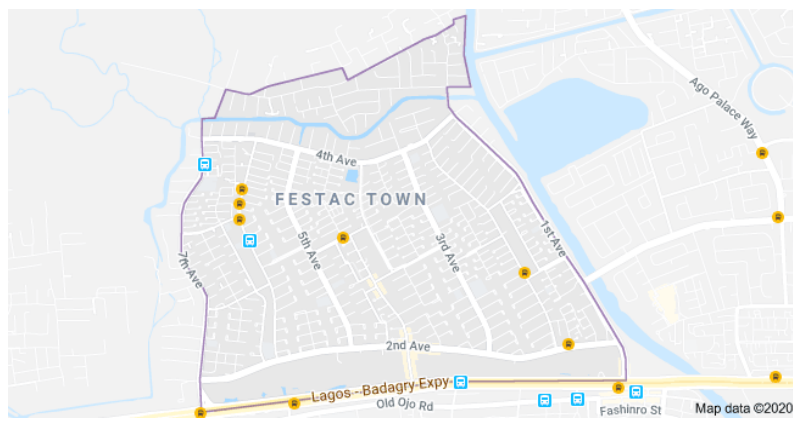 Ago Palace Way
4th Ave
FESTAC TOWN
1st Ave
3rd Ave
5th Ave
7th Ave
2nd Ave
Lagos - Badagry Expy
Old Ojo Rd
Fashinro St
Map data ©2020